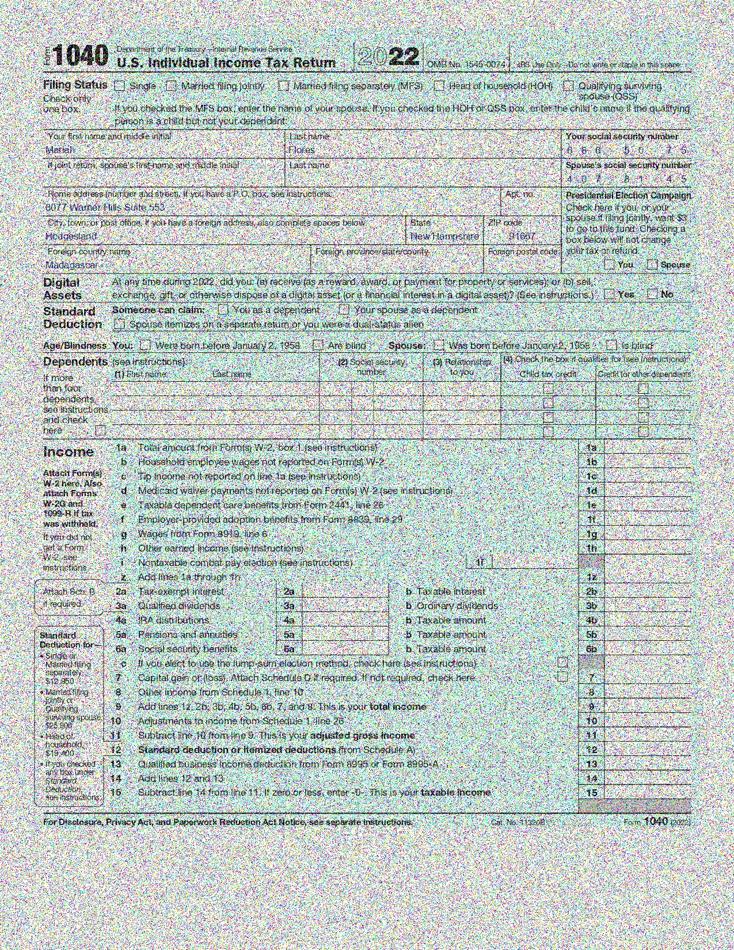 Form 1040 Department of the Treasury—Internal Revenue Service
U.S. Individual Income Tax Return 2022 OMB No. 1545-0074 IRS Use Only—Do not write or staple in this space.
Filing Status Single Married filing jointly Married filing separately (MFS) Head of household (HOH) Qualifying surviving spouse (QSS)
Check only one box.
If you checked the MFS box, enter the name of your spouse. If you checked the HOH or QSS box, enter the child's name if the qualifying
person is a child but not your dependent:
Your first name and middle initial Last name Your social security number
Mariah Flores
If joint return, spouse's first name and middle initial Last name Spouse's social security number
Home address (number and street). If you have a P.O. box, see instructions. Apt. no.
6077 Warner Hills Suite 553
City, town, or post office. If you have a foreign address, also complete spaces below. State ZIP code
Hodgesland New Hampshire 91667
Foreign country name Foreign province/state/county Foreign postal code
Madagascar
Presidential Election Campaign
Check here if you, or your
spouse if filing jointly, want $3
to go to this fund. Checking a
box below will not change
your tax or refund.
You Spouse
Digital Assets
At any time during 2022, did you: (a) receive (as a reward, award, or payment for property or services); or (b) sell,
exchange, gift, or otherwise dispose of a digital asset (or a financial interest in a digital asset)? (See instructions.) Yes No
Standard Deduction
Someone can claim: You as a dependent Your spouse as a dependent
Spouse itemizes on a separate return or you were a dual-status alien
Age/Blindness You: Were born before January 2, 1958 Are blind Spouse: Was born before January 2, 1958 Is blind
Dependents (see instructions): (2) Social security number (3) Relationship to you (4) Check the box if qualifies for (see instructions):
(1) First name Last name Child tax credit Credit for other dependents
If more
than four
dependents,
see instructions
and check
here
Income
1a Total amount from Form(s) W-2, box 1 (see instructions) 1a
b Household employee wages not reported on Form(s) W-2 1b
c Tip income not reported on line 1a (see instructions) 1c
d Medicaid waiver payments not reported on Form(s) W-2 (see instructions) 1d
e Taxable dependent care benefits from Form 2441, line 26 1e
f Employer-provided adoption benefits from Form 8839, line 29 1f
g Wages from Form 8919, line 6 1g
h Other earned income (see instructions) 1h
i Nontaxable combat pay election (see instructions) 1i
z Add lines 1a through 1h 1z
Attach Form(s)
W-2 here. Also
attach Forms
W-2G and
1099-R if tax
was withheld.
If you did not
get a Form
W-2, see
instructions.
Attach Sch. B
if required.
2a Tax-exempt interest 2a b Taxable interest 2b
3a Qualified dividends 3a b Ordinary dividends 3b
4a IRA distributions 4a b Taxable amount 4b
5a Pensions and annuities 5a b Taxable amount 5b
6a Social security benefits 6a b Taxable amount 6b
c If you elect to use the lump-sum election method, check here (see instructions)
7 Capital gain or (loss). Attach Schedule D if required. If not required, check here 7
8 Other income from Schedule 1, line 10 8
9 Add lines 1z, 2b, 3b, 4b, 5b, 6b, 7, and 8. This is your total income 9
10 Adjustments to income from Schedule 1, line 26 10
11 Subtract line 10 from line 9. This is your adjusted gross income 11
12 Standard deduction or itemized deductions (from Schedule A) 12
13 Qualified business income deduction from Form 8995 or Form 8995-A 13
14 Add lines 12 and 13 14
15 Subtract line 14 from line 11. If zero or less, enter -0-. This is your taxable income 15
Standard
Deduction for—
• Single or
Married filing
separately,
$12,950
• Married filing
jointly or
Qualifying
surviving spouse,
$25,900
• Head of
household,
$19,400
• If you checked
any box under
Standard
Deduction,
see instructions.
For Disclosure, Privacy Act, and Paperwork Reduction Act Notice, see separate instructions. Cat. No. 11320B Form 1040 (2022)